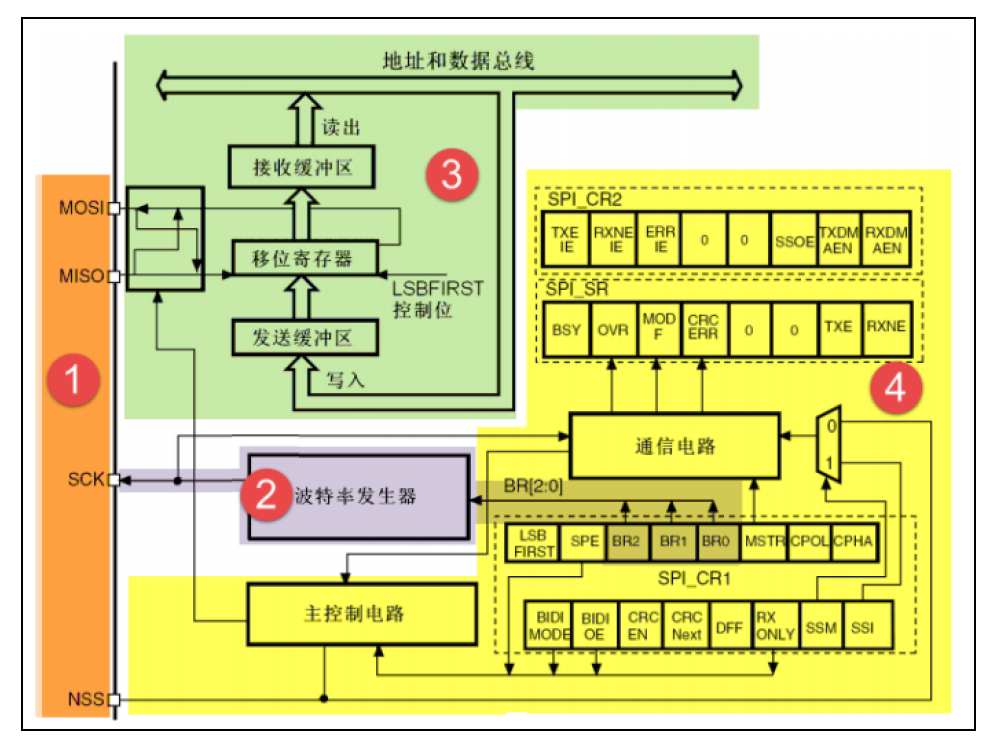 地址和数据总线
读出
接收缓冲区
3
MOSI
移位寄存器
MISO
LSBFIRST
控制位
发送缓冲区
写入
1
SPI_CR2
TXE IE
RXNE IE
ERR IE
0
0
SSOE
TXDM AEN
RXDM AEN
SPI_SR
BSY
OVR
MOD F
CRC ERR
0
0
TXE
RXNE
4
通信电路
0
1
SCK
2
波特率发生器
BR[2:0]
LSB FIRST
SPE
BR2
BR1
BR0
MSTR
CPOL
CPHA
SPI_CR1
主控制电路
BIDI MODE
BIDI OE
CRC EN
CRC Next
DFF
RX ONLY
SSM
SSI
NSS